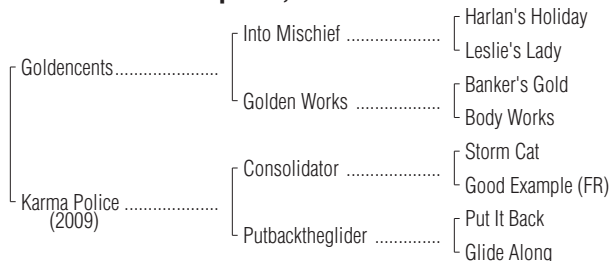 Harlan's Holiday
Into Mischief ...................
Leslie's Lady
Goldencents.....................
Banker's Gold
Golden Works ..................
Body Works
Storm Cat
Consolidator .....................
Good Example (FR)
Karma Police ....................
(2009)
Put It Back
Putbacktheglider ..............
Glide Along